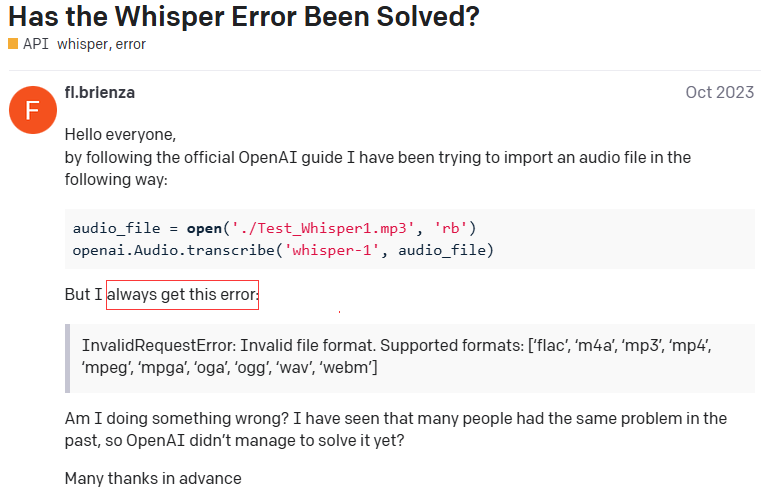 Has the Whisper Error Been Solved?
API whisper, error
F
fl.brienza
Oct 2023
Hello everyone,
by following the official OpenAI guide I have been trying to import an audio file in the
following way:
audio_file = open('./Test_Whisper1.mp3', 'rb')
openai.Audio.transcribe('whisper-1', audio_file)
But I always get this error:
InvalidRequestError: Invalid file format. Supported formats: [‘flac’, ‘m4a’, ‘mp3’, ‘mp4’,
‘mpeg’, ‘mpga’, ‘oga’, ‘ogg’, ‘wav’, ‘webm’]
Am I doing something wrong? I have seen that many people had the same problem in the
past, so OpenAI didn’t manage to solve it yet?
Many thanks in advance